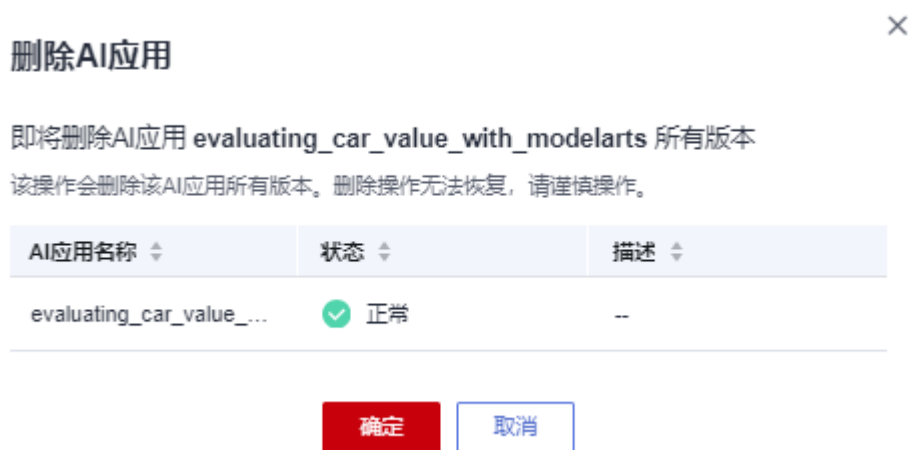 删除AI应用
即将删除AI应用 evaluating_car_value_with_modelarts 所有版本
该操作会删除该AI应用所有版本。删除操作无法恢复，请谨慎操作。
AI应用名称 状态 描述
evaluating_car_value_... 正常 --
确定 取消